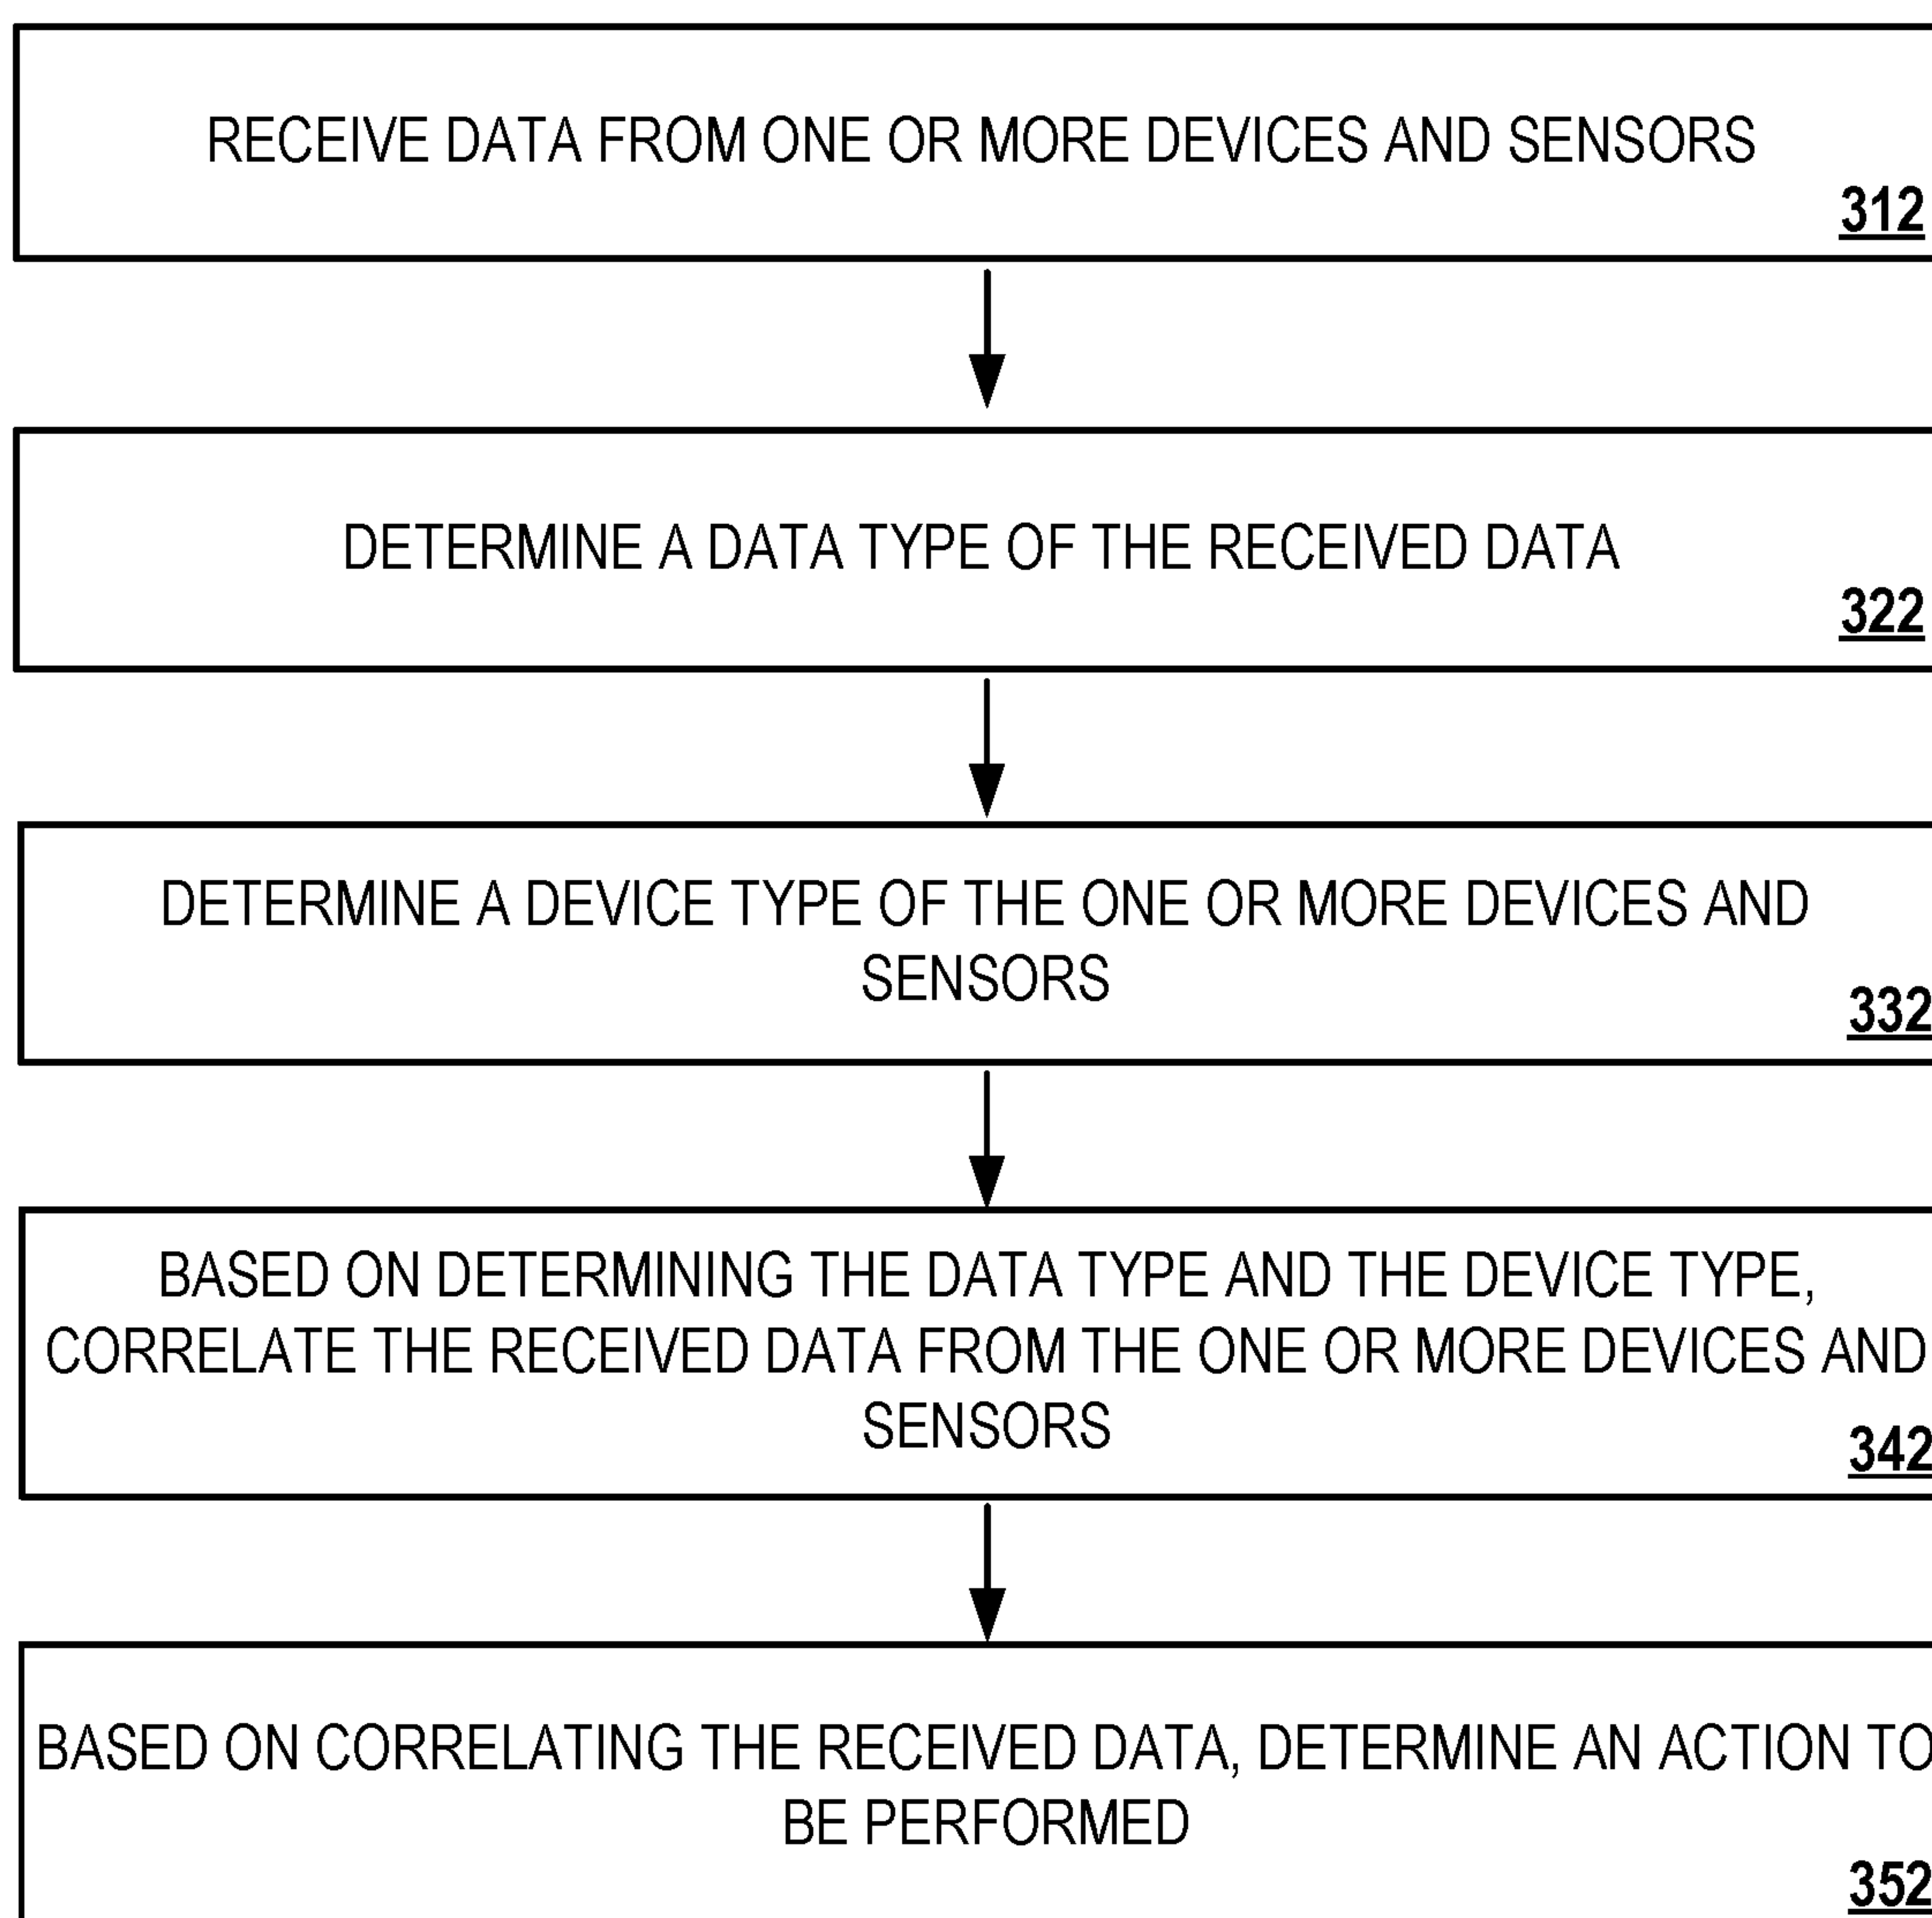 RECEIVE DATA FROM ONE OR MORE DEVICES AND SENSORS
312
DETERMINE A DATA TYPE OF THE RECEIVED DATA
322
DETERMINE A DEVICE TYPE OF THE ONE OR MORE DEVICES AND
SENSORS
332
BASED ON DETERMINING THE DATA TYPE AND THE DEVICE TYPE,
CORRELATE THE RECEIVED DATA FROM THE ONE OR MORE DEVICES AND
SENSORS
342
BASED ON CORRELATING THE RECEIVED DATA, DETERMINE AN ACTION TO
BE PERFORMED
352